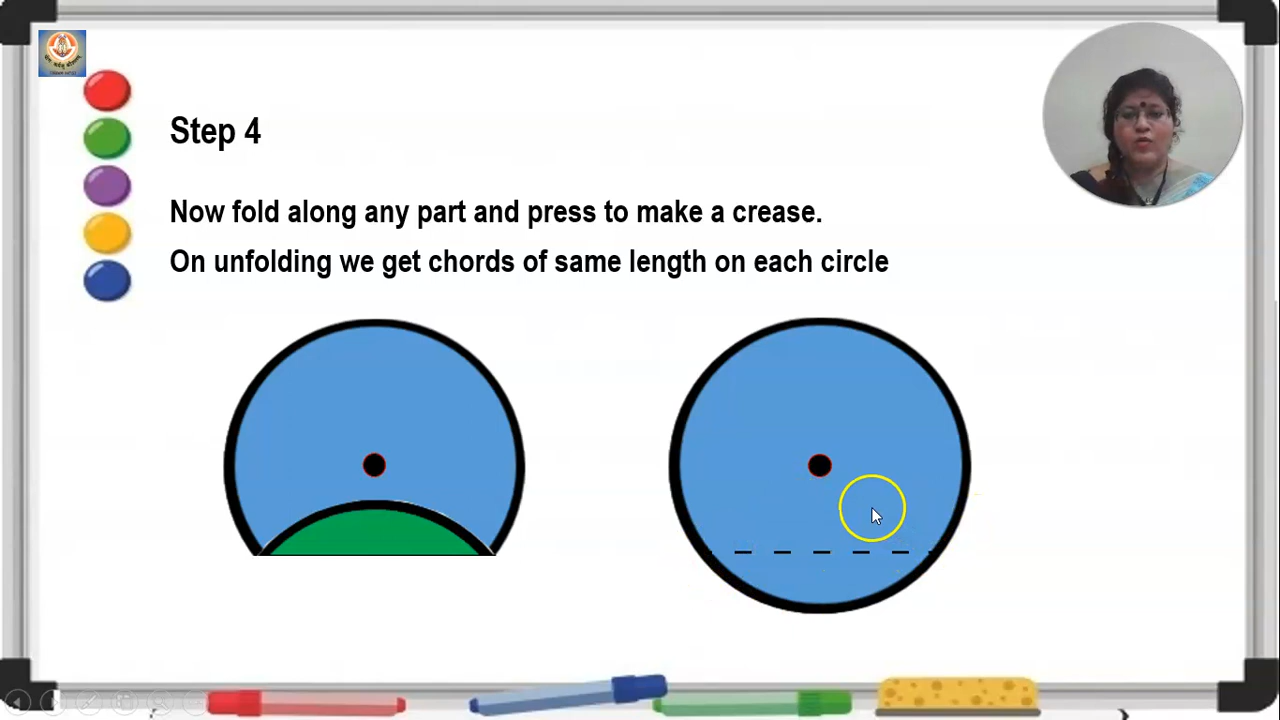 Step 4
Now fold along any part and press to make a crease.
On unfolding we get chords of same length on each circle